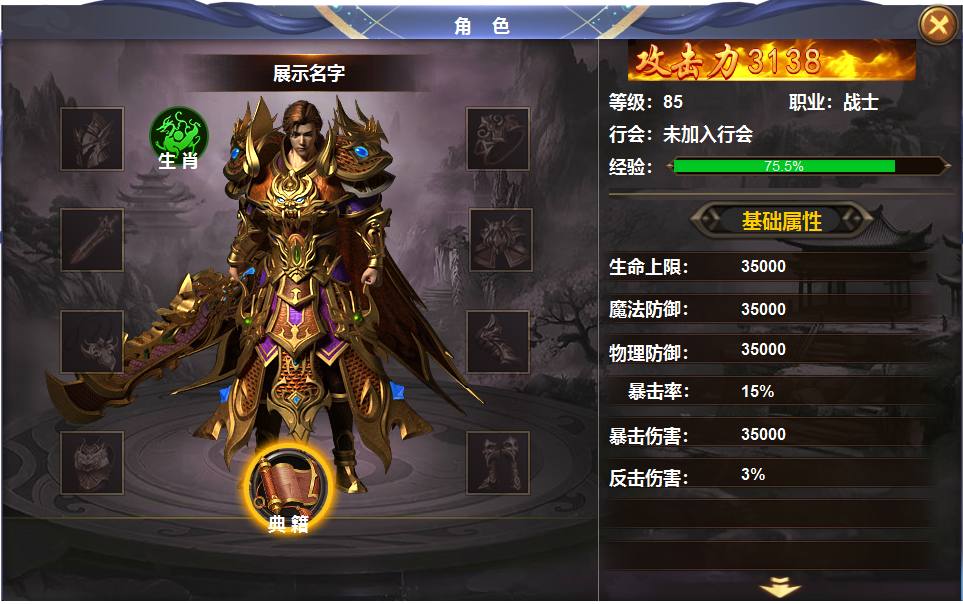 角 色
展示名字
生肖
典籍
攻击力3138
等级：85 职业：战士
行会：未加入行会
经验： 75.5%
基础属性
生命上限： 35000
魔法防御： 35000
物理防御： 35000
暴击率： 15%
暴击伤害： 35000
反击伤害： 3%